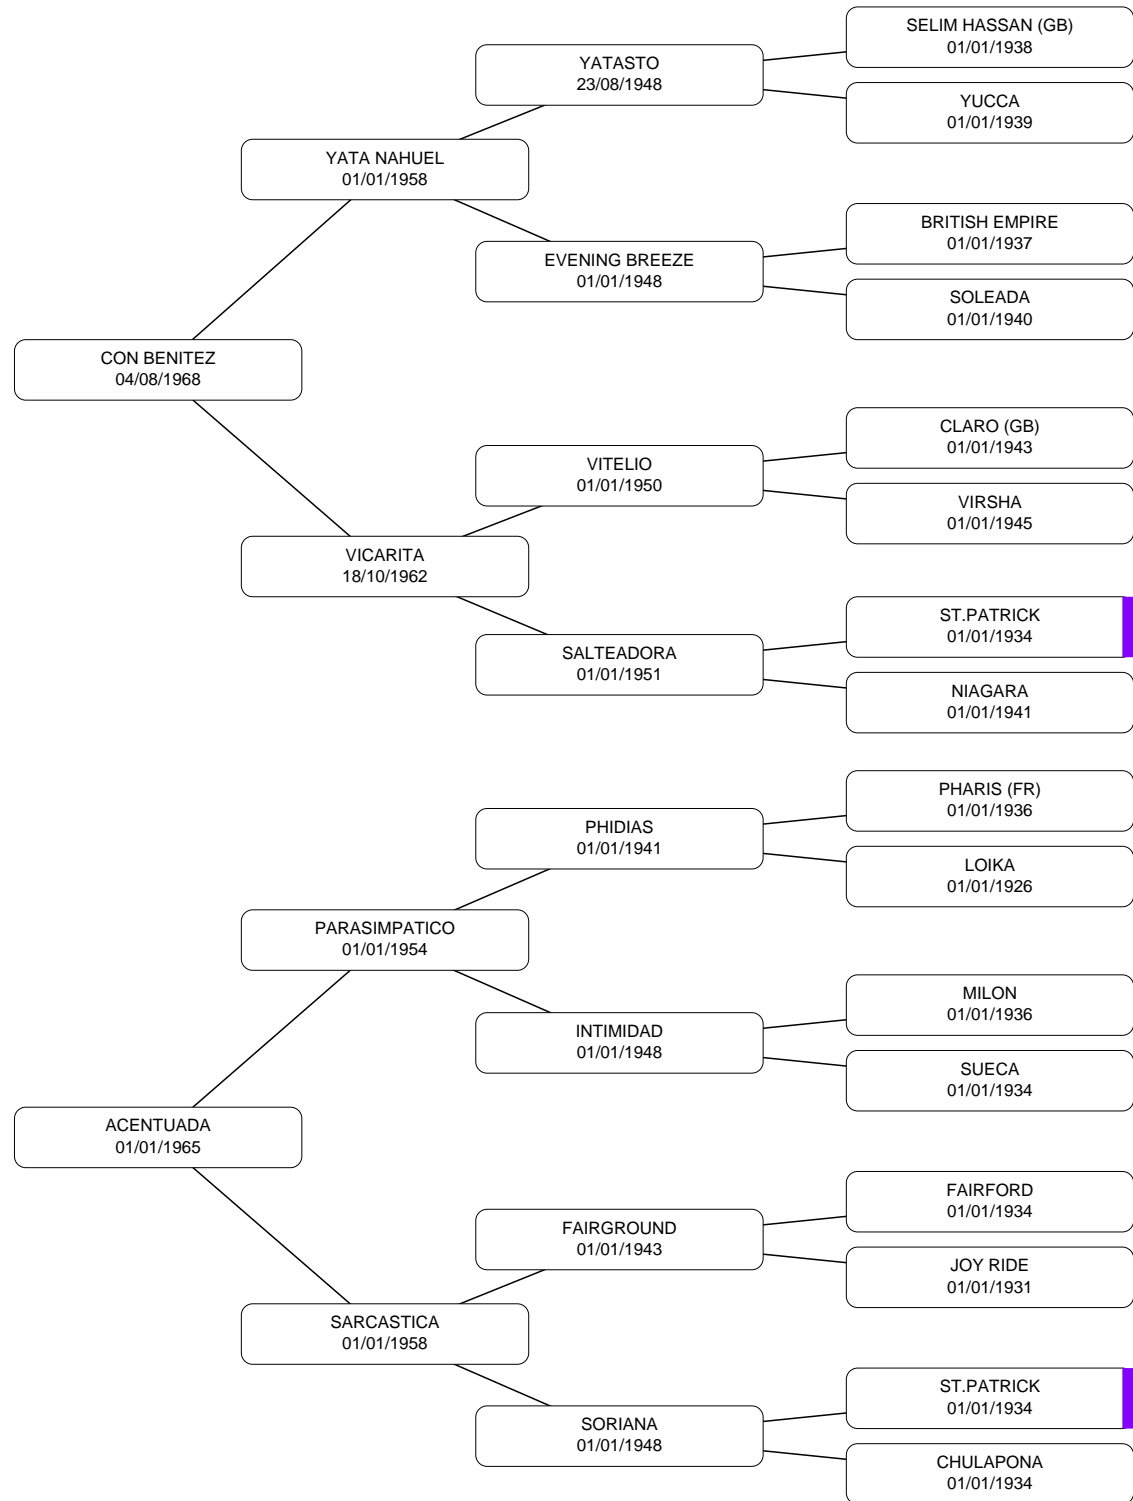 SELIM HASSAN (GB)
01/01/1938
YATASTO
23/08/1948
YUCCA
01/01/1939
YATA NAHUEL
01/01/1958
BRITISH EMPIRE
01/01/1937
EVENING BREEZE
01/01/1948
SOLEADA
01/01/1940
CON BENITEZ
04/08/1968
CLARO (GB)
01/01/1943
VITELIO
01/01/1950
VIRSHA
01/01/1945
VICARITA
18/10/1962
ST.PATRICK
01/01/1934
SALTEADORA
01/01/1951
NIAGARA
01/01/1941
PHARIS (FR)
01/01/1936
PHIDIAS
01/01/1941
LOIKA
01/01/1926
PARASIMPATICO
01/01/1954
MILON
01/01/1936
INTIMIDAD
01/01/1948
SUECA
01/01/1934
ACENTUADA
01/01/1965
FAIRFORD
01/01/1934
FAIRGROUND
01/01/1943
JOY RIDE
01/01/1931
SARCASTICA
01/01/1958
ST.PATRICK
01/01/1934
SORIANA
01/01/1948
CHULAPONA
01/01/1934